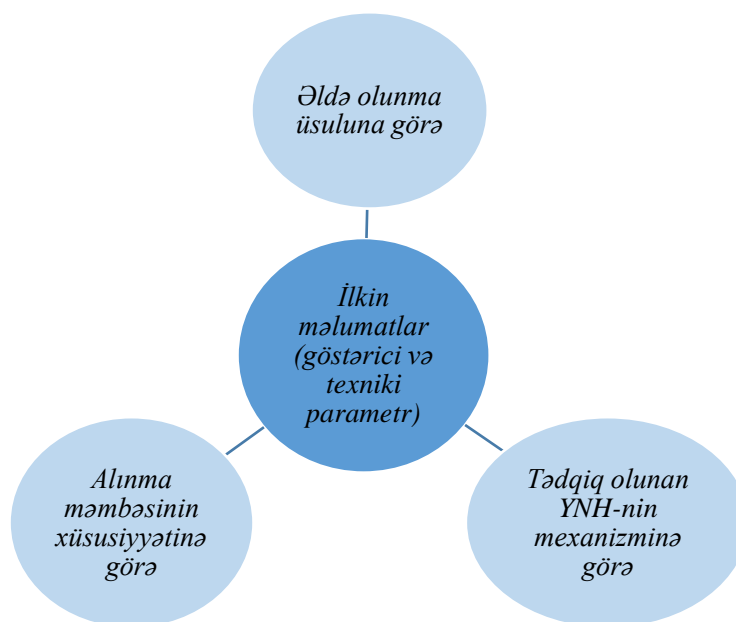 Əldə olunma
üsuluna görə
İlkin
məlumatlar
(göstərici və
texniki
parametr)
Alınma
məmbəsinin
xüsusiyyətinə
görə
Tədqiq olunan
YNH-nin
mexanizminə
görə